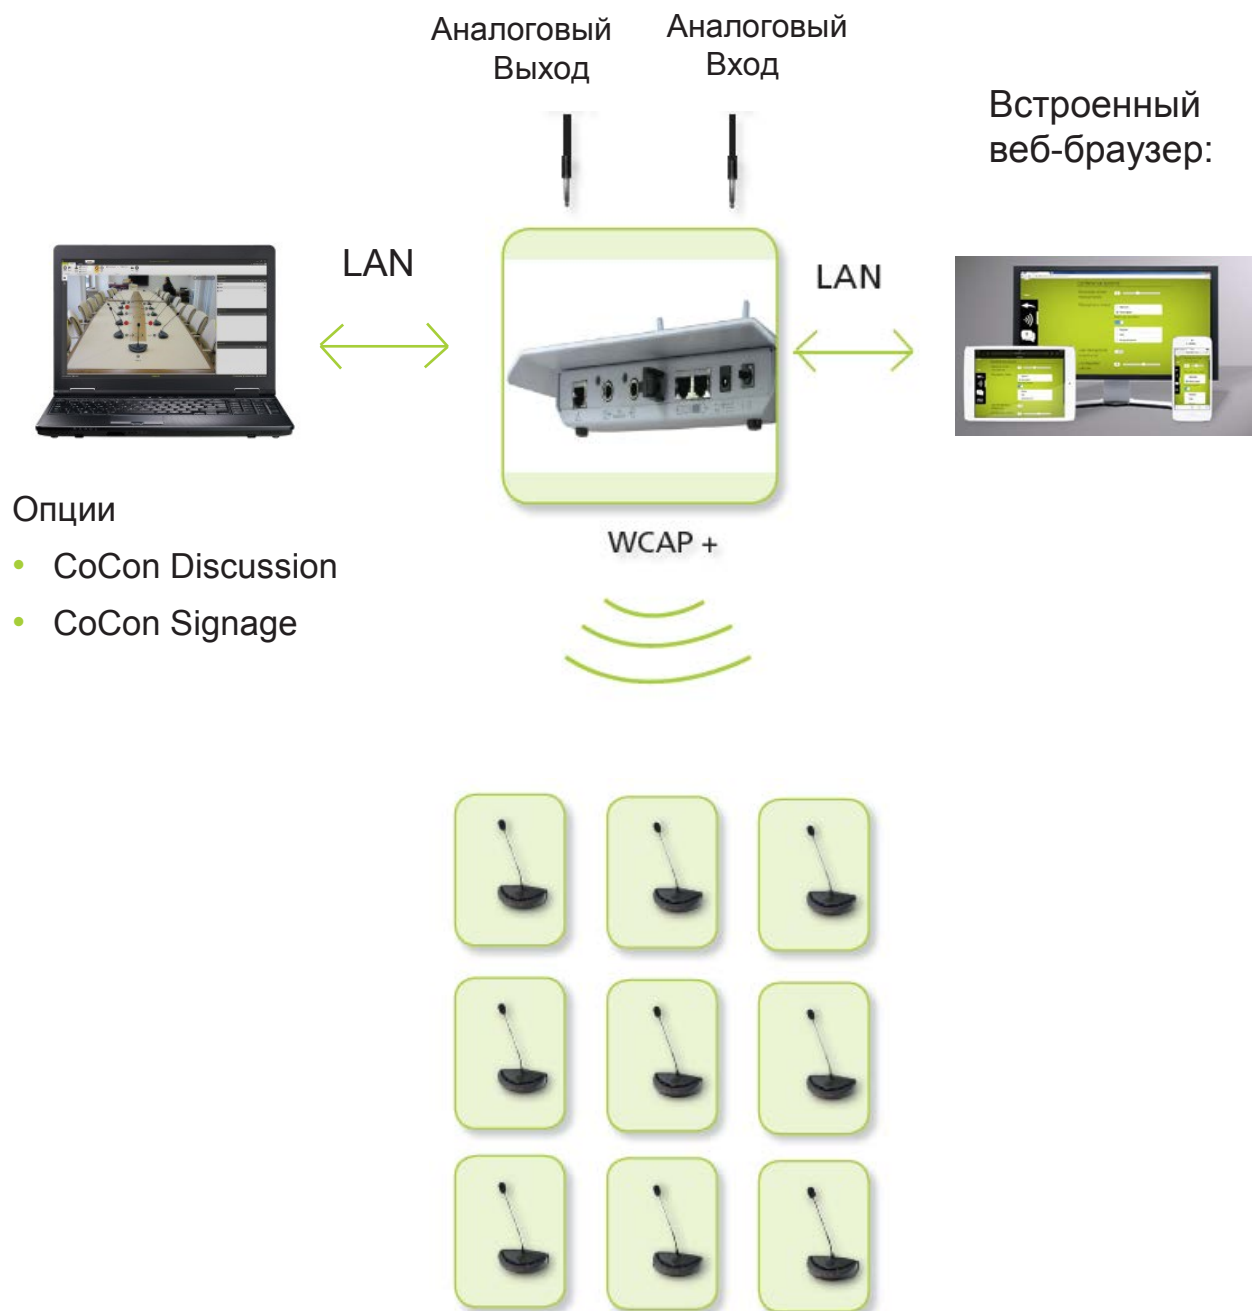 Аналоговый
Выход
Аналоговый
Вход
Встроенный
веб-браузер:
LAN
LAN
Опции
• CoCon Discussion
• CoCon Signage
WCAP +